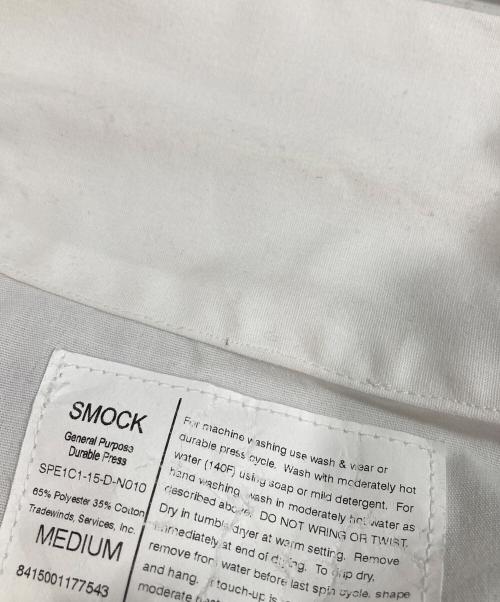 SMOCK
General Purpose
Durable Press
SPE1C1-15-D-N010
65% Polyester 35% Cotton
Tradewinds, Services, Inc.
MEDIUM
8415001177543
For machine washing use wash & wear or
durable press cycle. Wash with moderately hot
water (140F) using soap or mild detergent. For
hand washing, wash in moderately hot water as
described above. DO NOT WRING OR TWIST.
Dry in tumble dryer at warm setting. Remove
immediately at end of drying. To drip dry,
remove from water before last spin cycle, shape
and hang. If touch-up is
moderate